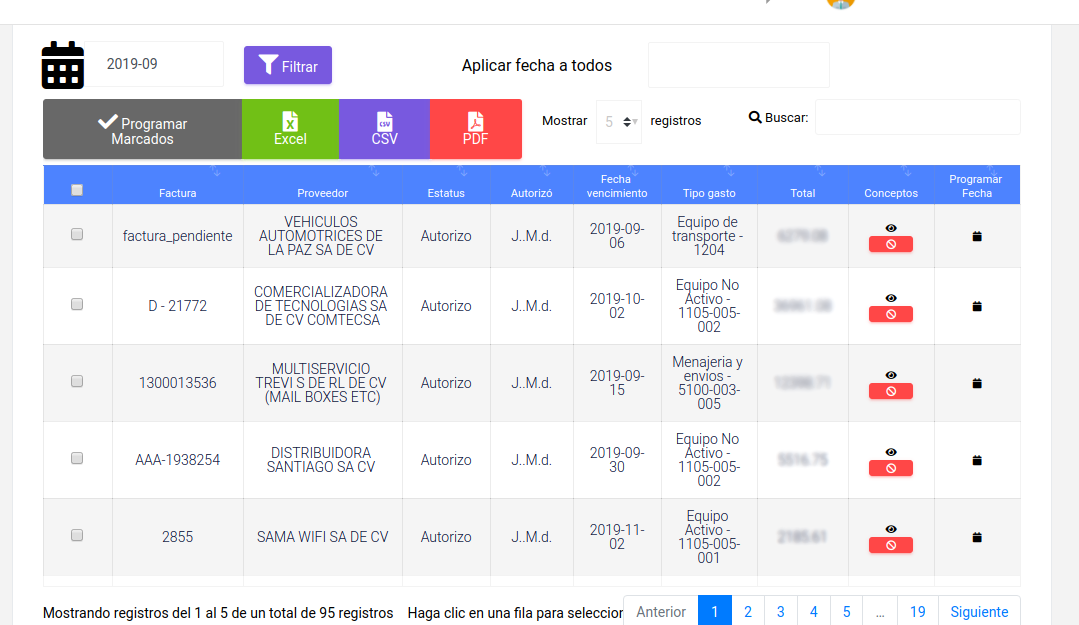 2019-09
Filtrar
Aplicar fecha a todos
Programar
Marcados
Excel
CSV
PDF
Mostrar 5 registros
Buscar:
Factura
Proveedor
Estatus
Autorizó
Fecha
vencimiento
Tipo gasto
Total
Conceptos
Programar
Fecha
factura_pendiente
VEHICULOS
AUTOMOTRICES DE
LA PAZ SA DE CV
Autorizo
J..M.d.
2019-09-
06
Equipo de
transporte -
1204
D - 21772
COMERCIALIZADORA
DE TECNOLOGIAS SA
DE CV COMTECSA
Autorizo
J..M.d.
2019-10-
02
Equipo No
Activo -
1105-005-
002
1300013536
MULTISERVICIO
TREVI S DE RL DE CV
(MAIL BOXES ETC)
Autorizo
J..M.d.
2019-09-
15
Menajeria y
envios -
5100-003-
005
AAA-1938254
DISTRIBUIDORA
SANTIAGO SA CV
Autorizo
J..M.d.
2019-09-
30
Equipo No
Activo -
1105-005-
002
2855
SAMA WIFI SA DE CV
Autorizo
J..M.d.
2019-11-
02
Equipo
Activo -
1105-005-
001
Mostrando registros del 1 al 5 de un total de 95 registros Haga clic en una fila para seleccion
Anterior 1 2 3 4 5 … 19 Siguiente